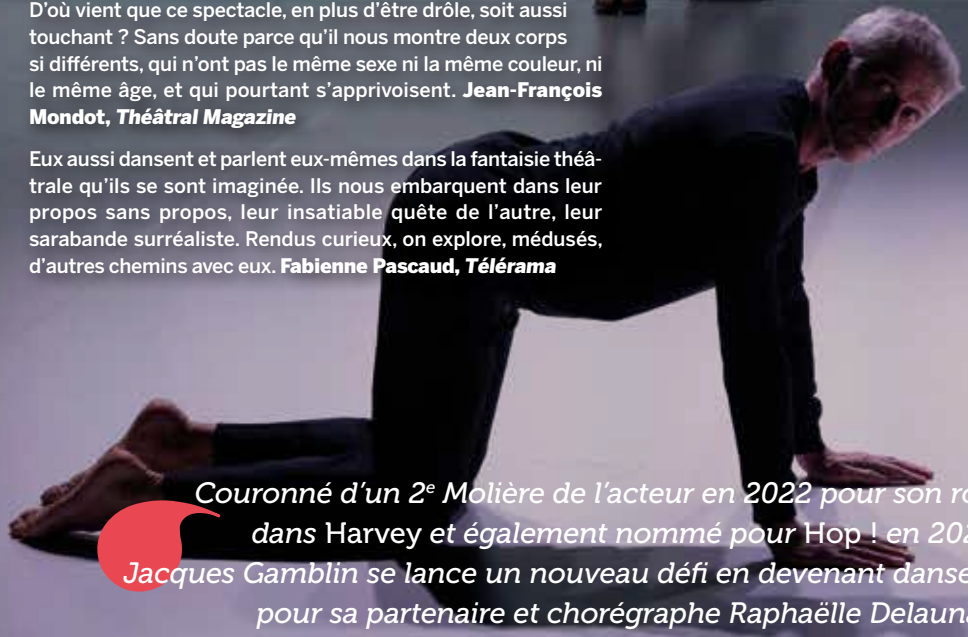 D'où vient que ce spectacle, en plus d'être drôle, soit aussi
touchant ? Sans doute parce qu'il nous montre deux corps
si différents, qui n'ont pas le même sexe ni la même couleur, ni
le même âge, et qui pourtant s'apprivoisent. Jean-François
Mondot, Théâtral Magazine
Eux aussi dansent et parlent eux-mêmes dans la fantaisie théâ-
trale qu'ils se sont imaginée. Ils nous embarquent dans leur
propos sans propos, leur insatiable quête de l'autre, leur
sarabande surréaliste. Rendus curieux, on explore, médusés,
d'autres chemins avec eux. Fabienne Pascaud, Télérama
Couronné d'un 2e Molière de l'acteur en 2022 pour son
dans Harvey et également nommé pour Hop ! en
Jacques Gamblin se lance un nouveau défi en devenant
pour sa partenaire et chorégraphe Raphaëlle